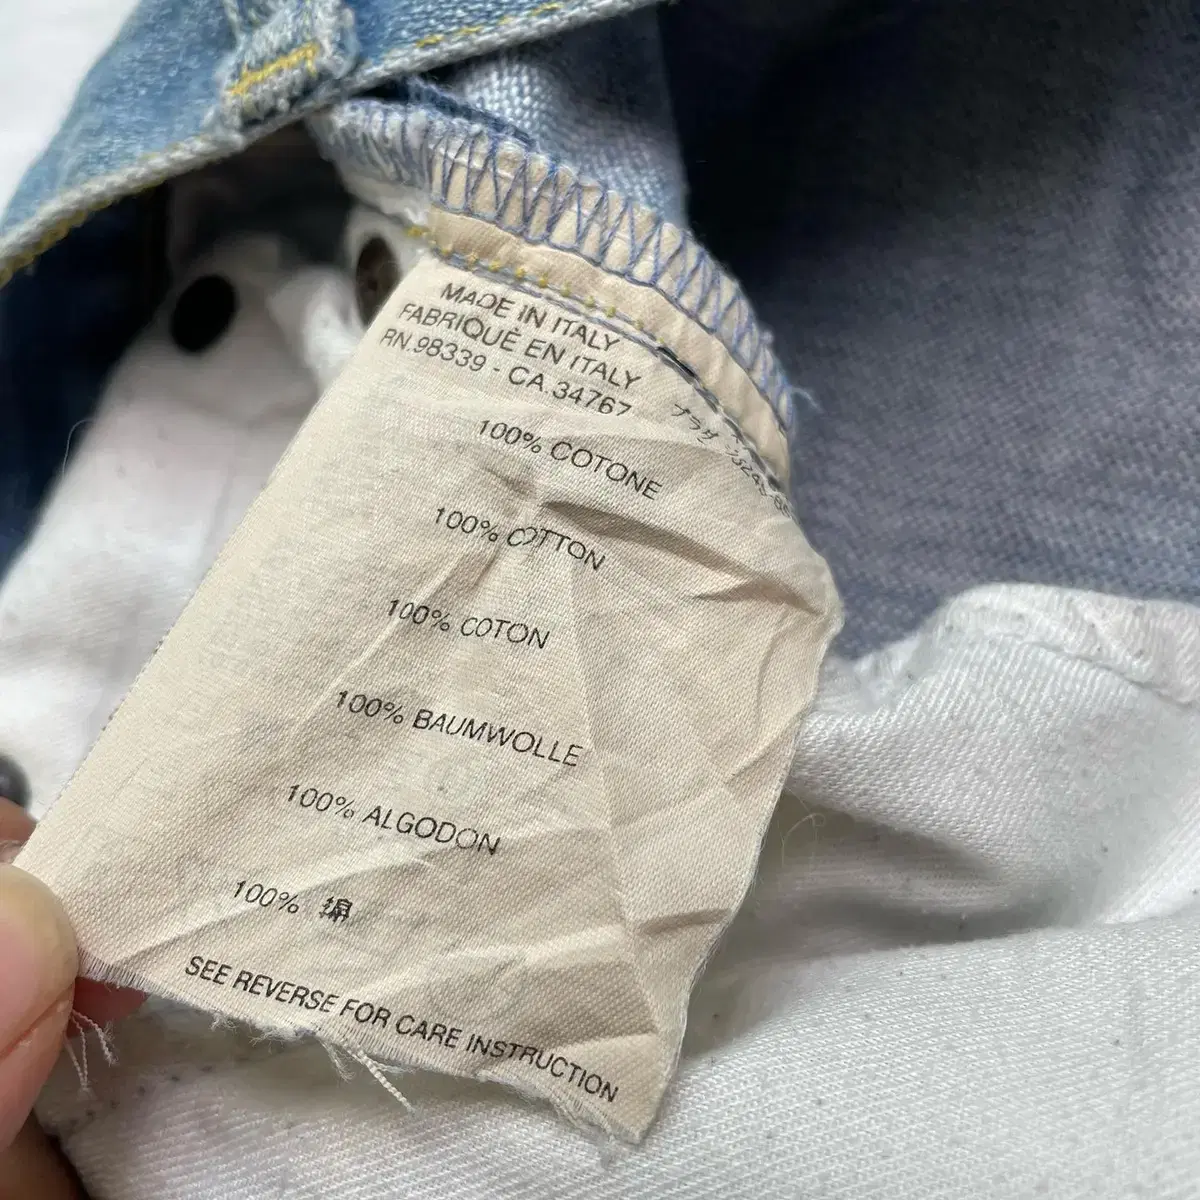 MADE IN ITALY
FABRIQUÈ EN ITALY
RN.98339 - CA.34767
100% COTONE
100% COTTON
100% COTON
100% BAUMWOLLE
100% ALGODON
100% 綿
SEE REVERSE FOR CARE INSTRUCTION